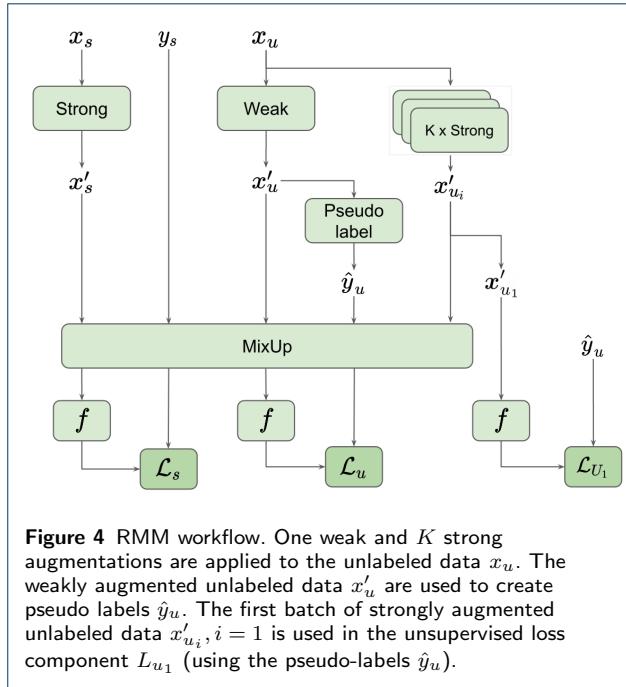 x_s y_s x_u
Strong Weak K x Strong
x′_s x′_u x′_{u_i}
Pseudo
label
ŷ_u x′_{u_1}
MixUp ŷ_u
f f f
ℒ_s ℒ_u ℒ_{U_1}
Figure 4 RMM workflow. One weak and K strong
augmentations are applied to the unlabeled data x_u. The
weakly augmented unlabeled data x′_u are used to create
pseudo labels ŷ_u. The first batch of strongly augmented
unlabeled data x′_{u_i}, i = 1 is used in the unsupervised loss
component L_{u_1} (using the pseudo-labels ŷ_u).